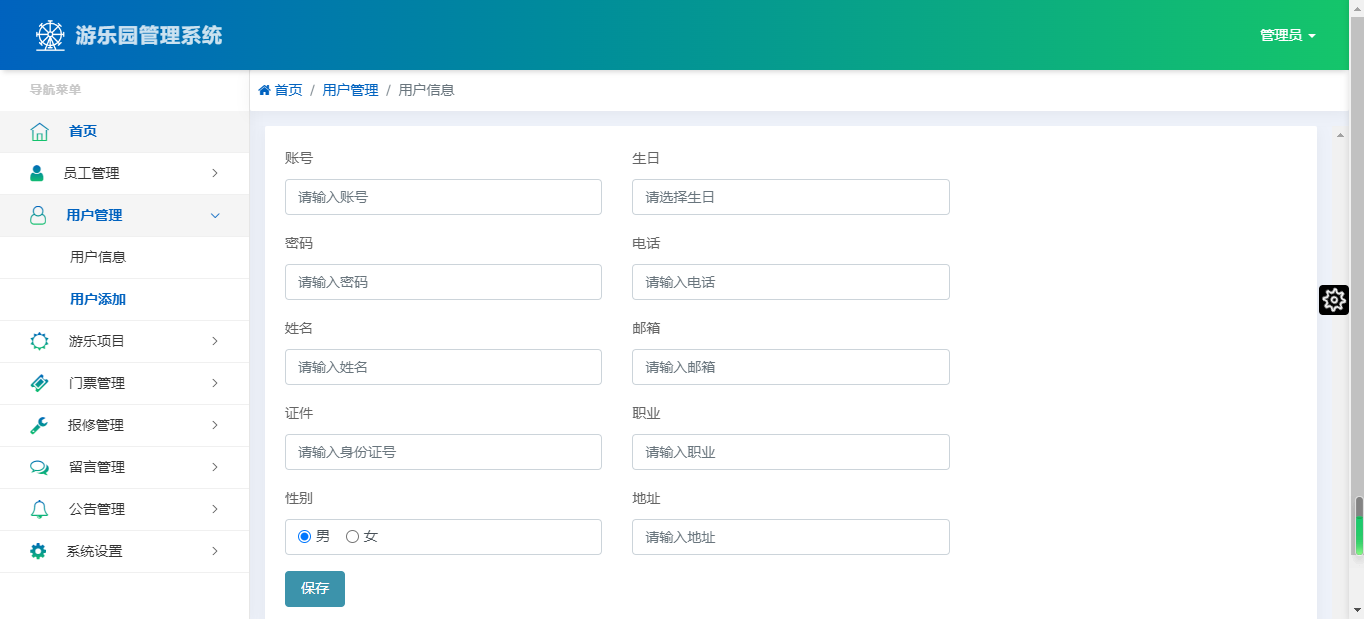 游乐园管理系统
管理员
导航菜单
首页
员工管理
用户管理
用户信息
用户添加
游乐项目
门票管理
报修管理
留言管理
公告管理
系统设置
首页 / 用户管理 / 用户信息
账号
请输入账号
生日
请选择生日
密码
请输入密码
电话
请输入电话
姓名
请输入姓名
邮箱
请输入邮箱
证件
请输入身份证号
职业
请输入职业
性别
男 女
地址
请输入地址
保存